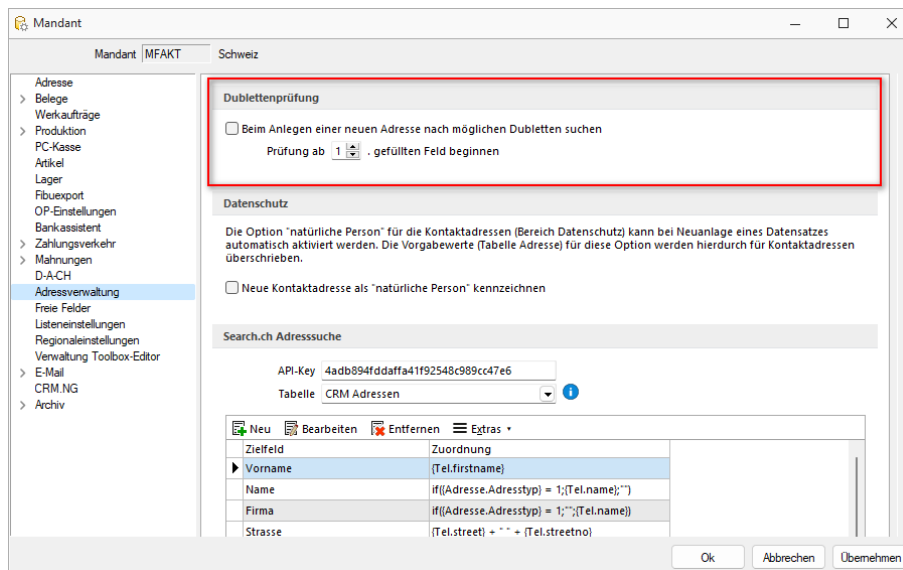 Mandant
Mandant MFAKT Schweiz
Adresse
Belege
Werkaufträge
Produktion
PC-Kasse
Artikel
Lager
Fibuexport
OP-Einstellungen
Bankassistent
Zahlungsverkehr
Mahnungen
D-A-CH
Adressverwaltung
Freie Felder
Listeneinstellungen
Regionaleinstellungen
Verwaltung Toolbox-Editor
E-Mail
CRM.NG
Archiv
Dublettenprüfung
Beim Anlegen einer neuen Adresse nach möglichen Dubletten suchen
Prüfung ab 1 . gefüllten Feld beginnen
Datenschutz
Die Option "natürliche Person" für die Kontaktadressen (Bereich Datenschutz) kann bei Neuanlage eines Datensatzes
automatisch aktiviert werden. Die Vorgabewerte (Tabelle Adresse) für diese Option werden hierdurch für Kontaktadressen
überschrieben.
Neue Kontaktadresse als "natürliche Person" kennzeichnen
Search.ch Adresssuche
API-Key 4adb894fddaffa41f92548c989cc47e6
Tabelle CRM Adressen
Neu Bearbeiten Entfernen Extras
Zielfeld Zuordnung
Vorname {Tel.firstname}
Name if({Adresse.Adresstyp} = 1;{Tel.name};"")
Firma if({Adresse.Adresstyp} = 1;"";{Tel.name})
Strasse {Tel.street} + " " + {Tel.streetno}
Ok Abbrechen Übernehmen